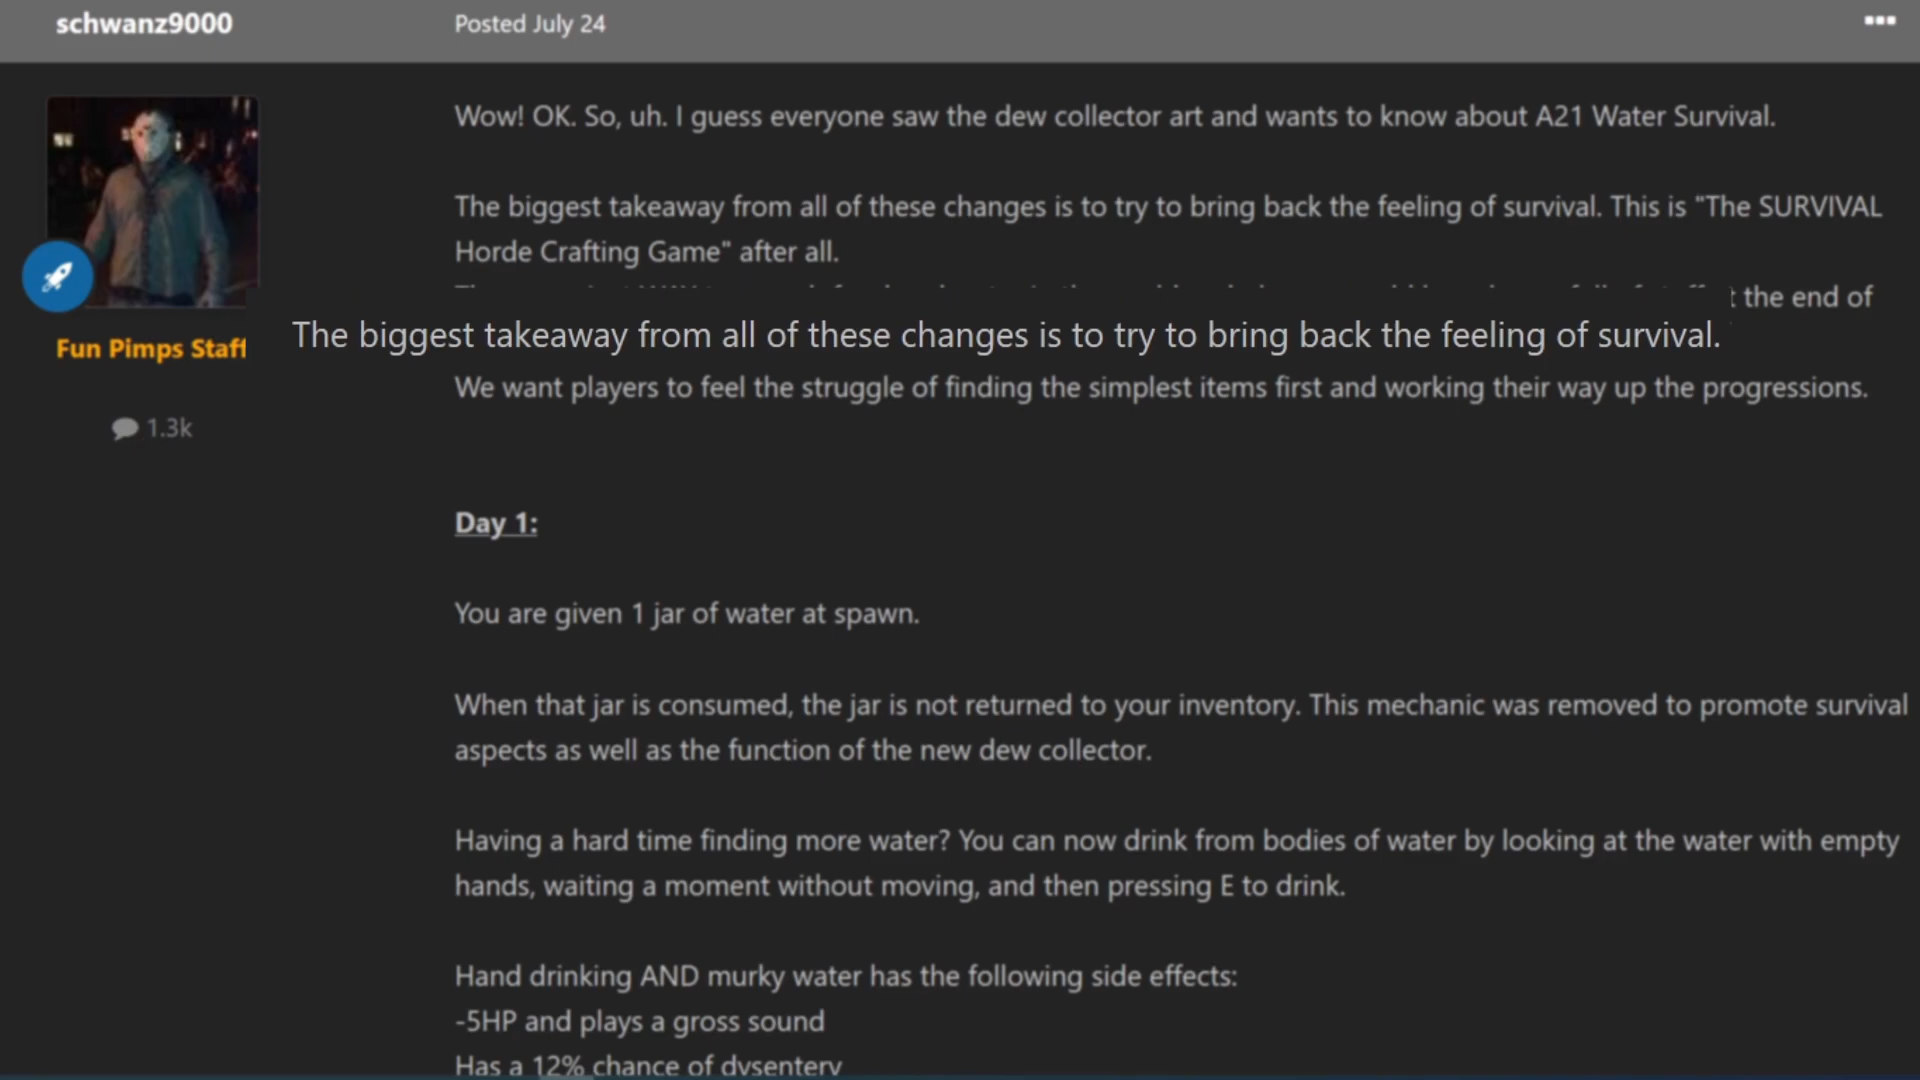 schwanz9000
Posted July 24
Wow! OK. So, uh. I guess everyone saw the dew collector art and wants to know about A21 Water Survival.
The biggest takeaway from all of these changes is to try to bring back the feeling of survival. This is "The SURVIVAL
Horde Crafting Game" after all.
the end of
Fun Pimps Staff
The biggest takeaway from all of these changes is to try to bring back the feeling of survival.
We want players to feel the struggle of finding the simplest items first and working their way up the progressions.
1.3k
Day 1:
You are given 1 jar of water at spawn.
When that jar is consumed, the jar is not returned to your inventory. This mechanic was removed to promote survival
aspects as well as the function of the new dew collector.
Having a hard time finding more water? You can now drink from bodies of water by looking at the water with empty
hands, waiting a moment without moving, and then pressing E to drink.
Hand drinking AND murky water has the following side effects:
-5HP and plays a gross sound
Has a 12% chance of dysentery